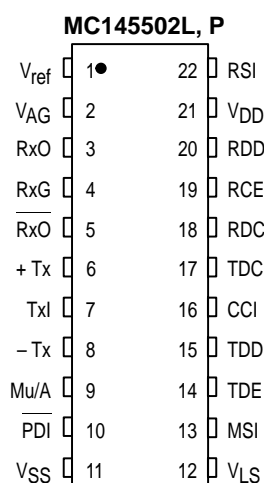 MC145502L, P
Vref 1 22 RSI
VAG 2 21 VDD
RxO 3 20 RDD
RxG 4 19 RCE
R̅x̅O̅ 5 18 RDC
+ Tx 6 17 TDC
TxI 7 16 CCI
– Tx 8 15 TDD
Mu/A 9 14 TDE
P̅D̅I̅ 10 13 MSI
VSS 11 12 VLS